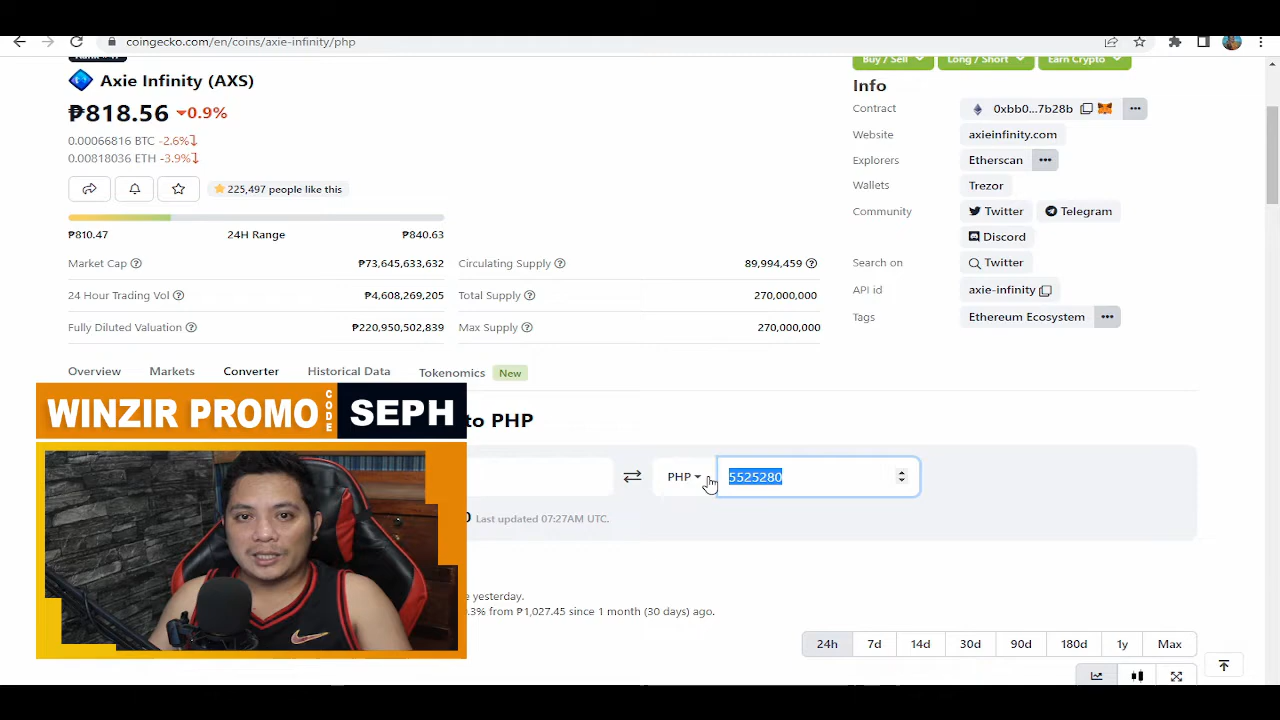 coingecko.com/en/coins/axie-infinity/php
Axie Infinity (AXS)
₱818.56 0.9%
0.00066816 BTC -2.6%
0.00818036 ETH -3.9%
225,497 people like this
₱810.47 24H Range ₱840.63
Market Cap ₱73,645,633,632
24 Hour Trading Vol ₱4,608,269,205
Fully Diluted Valuation ₱220,950,502,839
Circulating Supply 89,994,459
Total Supply 270,000,000
Max Supply 270,000,000
Buy / Sell Long / Short Earn Crypto
Info
Contract 0xbb0...7b28b
Website axieinfinity.com
Explorers Etherscan
Wallets Trezor
Community Twitter Telegram
Discord
Search on Twitter
API id axie-infinity
Tags Ethereum Ecosystem
Overview Markets Converter Historical Data Tokenomics New
WINZIR PROMO CODE SEPH
to PHP
PHP 5525280
0 Last updated 07:27AM UTC.
e yesterday.
.3% from ₱1,027.45 since 1 month (30 days) ago.
24h 7d 14d 30d 90d 180d 1y Max